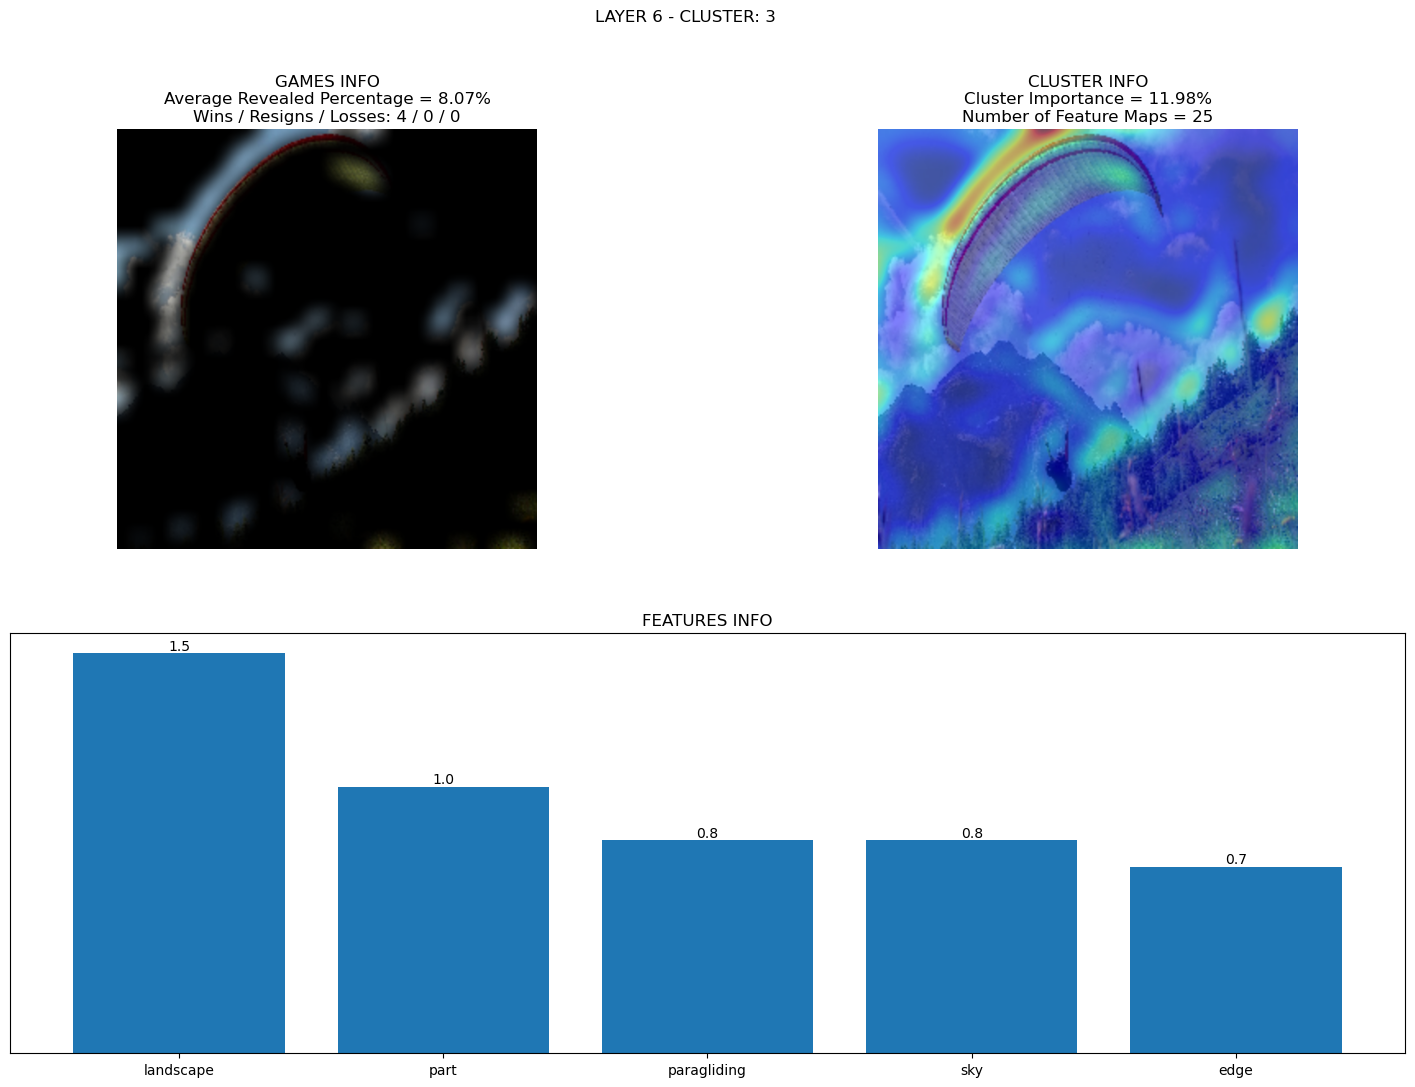 LAYER 6 - CLUSTER: 3
GAMES INFO
Average Revealed Percentage = 8.07%
Wins / Resigns / Losses: 4 / 0 / 0
CLUSTER INFO
Cluster Importance = 11.98%
Number of Feature Maps = 25
FEATURES INFO
1.5
1.0
0.8
0.8
0.7
landscape
part
paragliding
sky
edge